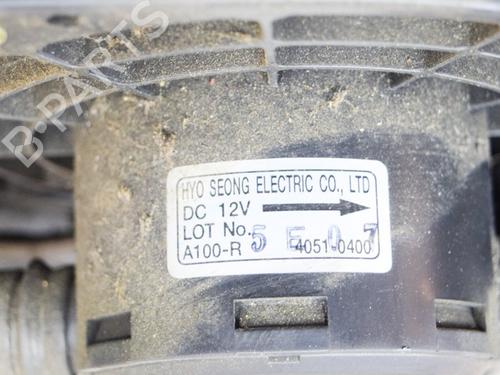 B-PARTS
HYO SEONG ELECTRIC CO., LTD
DC 12V
LOT No. 5 E 0 7
A100-R 4051-0400